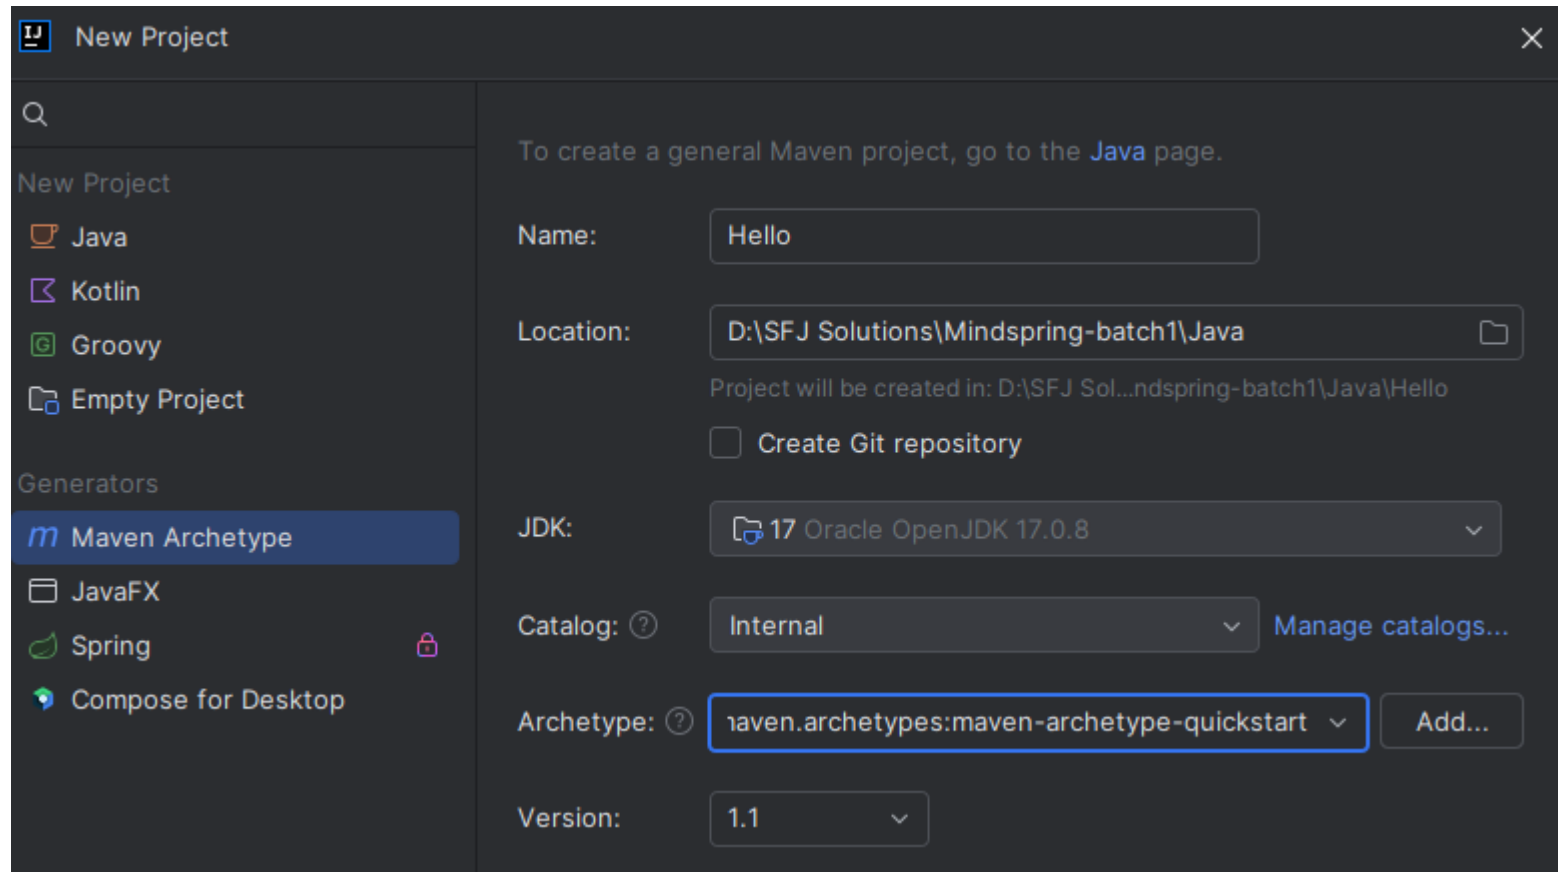 IJ New Project
New Project
Java
Kotlin
G Groovy
Empty Project
Generators
m Maven Archetype
JavaFX
Spring
Compose for Desktop
To create a general Maven project, go to the Java page.
Name: Hello
Location: D:\SFJ Solutions\Mindspring-batch1\Java
Project will be created in: D:\SFJ Sol...ndspring-batch1\Java\Hello
Create Git repository
JDK: 17 Oracle OpenJDK 17.0.8
Catalog: ? Internal Manage catalogs...
Archetype: ? naven.archetypes:maven-archetype-quickstart Add...
Version: 1.1